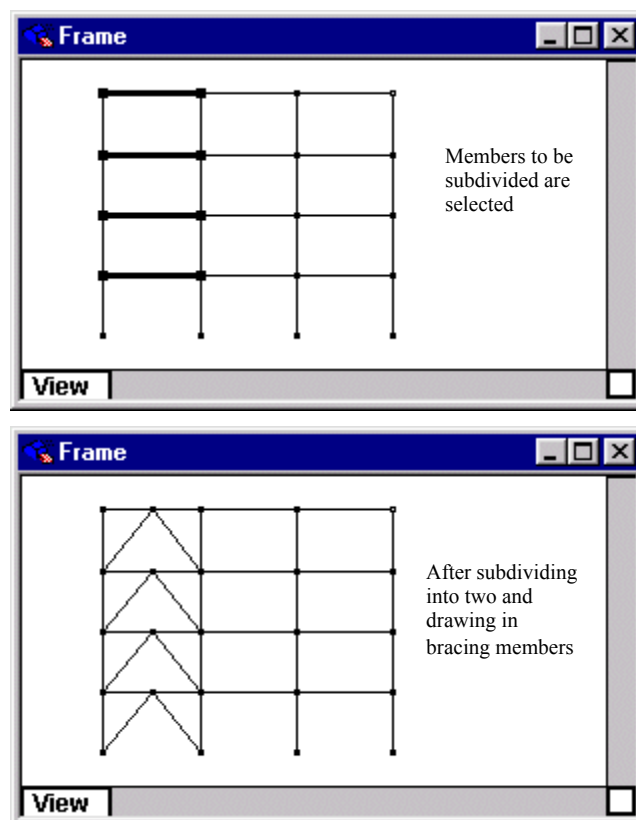 Frame
Members to be
subdivided are
selected
View
Frame
After subdividing
into two and
drawing in
bracing members
View